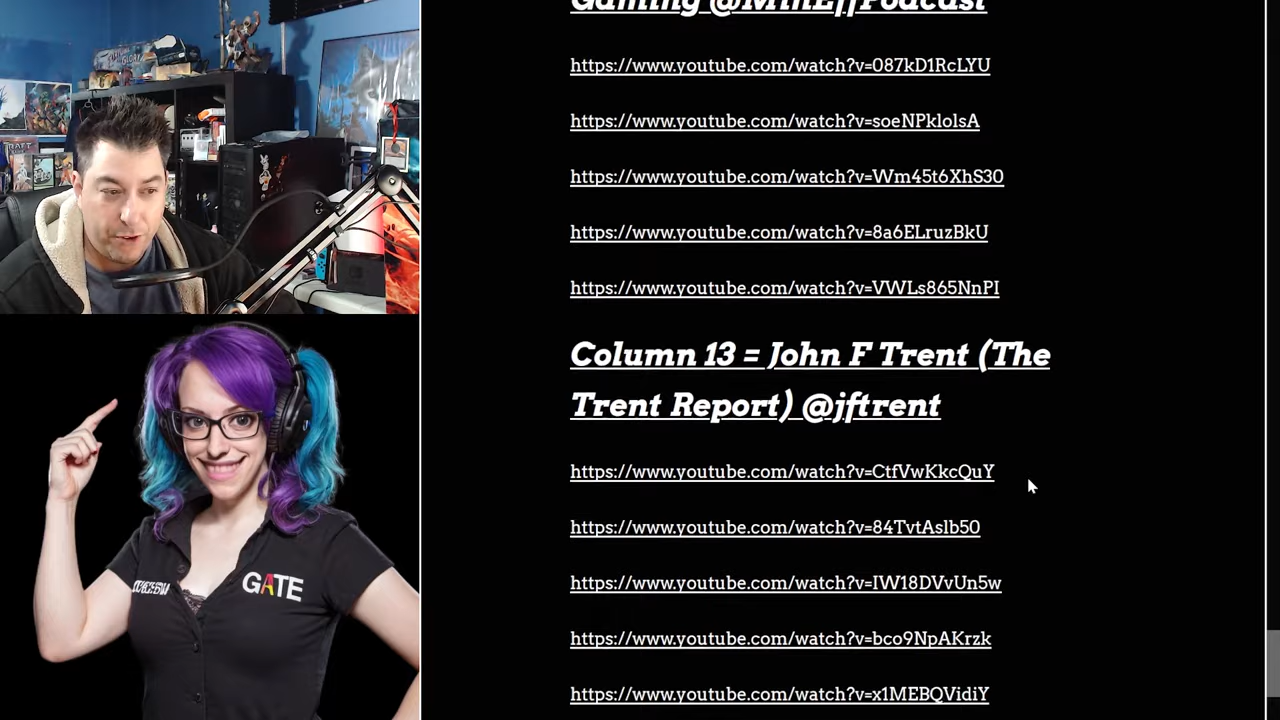 Gaming @MinEffPodcast
https://www.youtube.com/watch?v=087kD1RcLYU
https://www.youtube.com/watch?v=soeNPklolsA
https://www.youtube.com/watch?v=Wm45t6XhS30
https://www.youtube.com/watch?v=8a6ELruzBkU
https://www.youtube.com/watch?v=VWLs865NnPI
Column 13 = John F Trent (The
Trent Report) @jftrent
https://www.youtube.com/watch?v=CtfVwKkcQuY
https://www.youtube.com/watch?v=84TvtAslb50
https://www.youtube.com/watch?v=IW18DVvUn5w
https://www.youtube.com/watch?v=bco9NpAKrzk
https://www.youtube.com/watch?v=x1MEBQVidiY
GATE